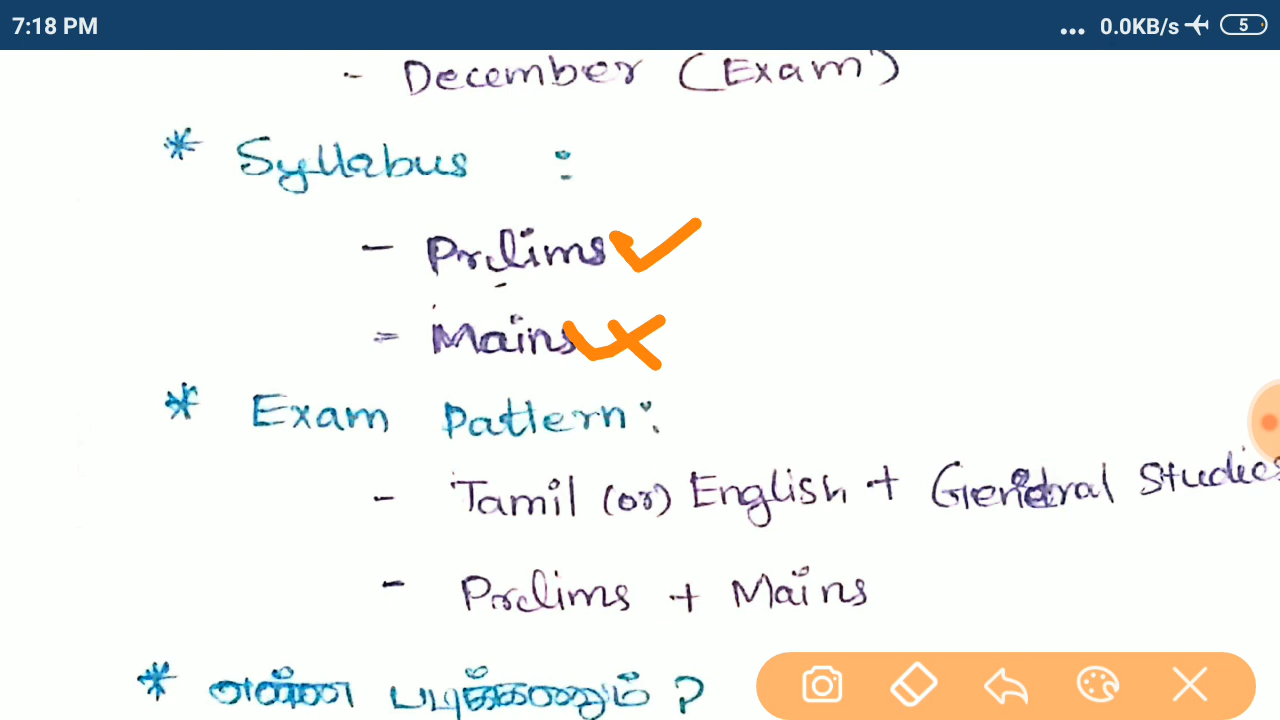 7:18 PM ... 0.0KB/s 5
- December (Exam)
* Syllabus :
- Prelims
- Mains
* Exam Pattern :
- Tamil (or) English + General Studies
- Prelims + Mains
* என்ன படிக்கணும் ?